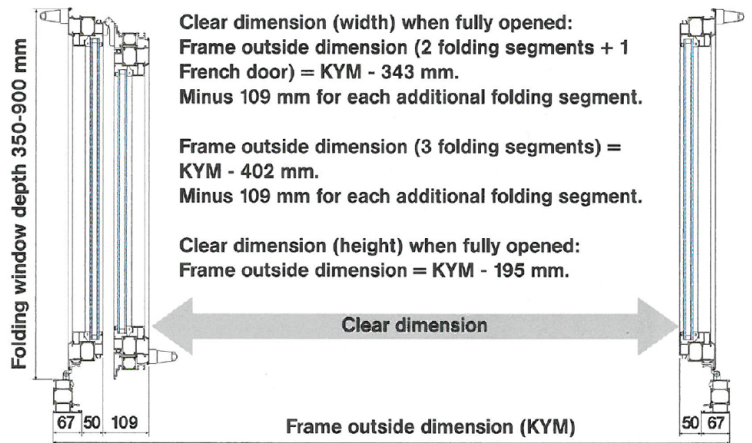 Clear dimension (width) when fully opened:
Frame outside dimension (2 folding segments + 1
French door) = KYM - 343 mm.
Minus 109 mm for each additional folding segment.
Frame outside dimension (3 folding segments) =
KYM - 402 mm.
Minus 109 mm for each additional folding segment.
Clear dimension (height) when fully opened:
Frame outside dimension = KYM - 195 mm.
Folding window depth 350-900 mm
Clear dimension
67 50 109
Frame outside dimension (KYM)
50 67